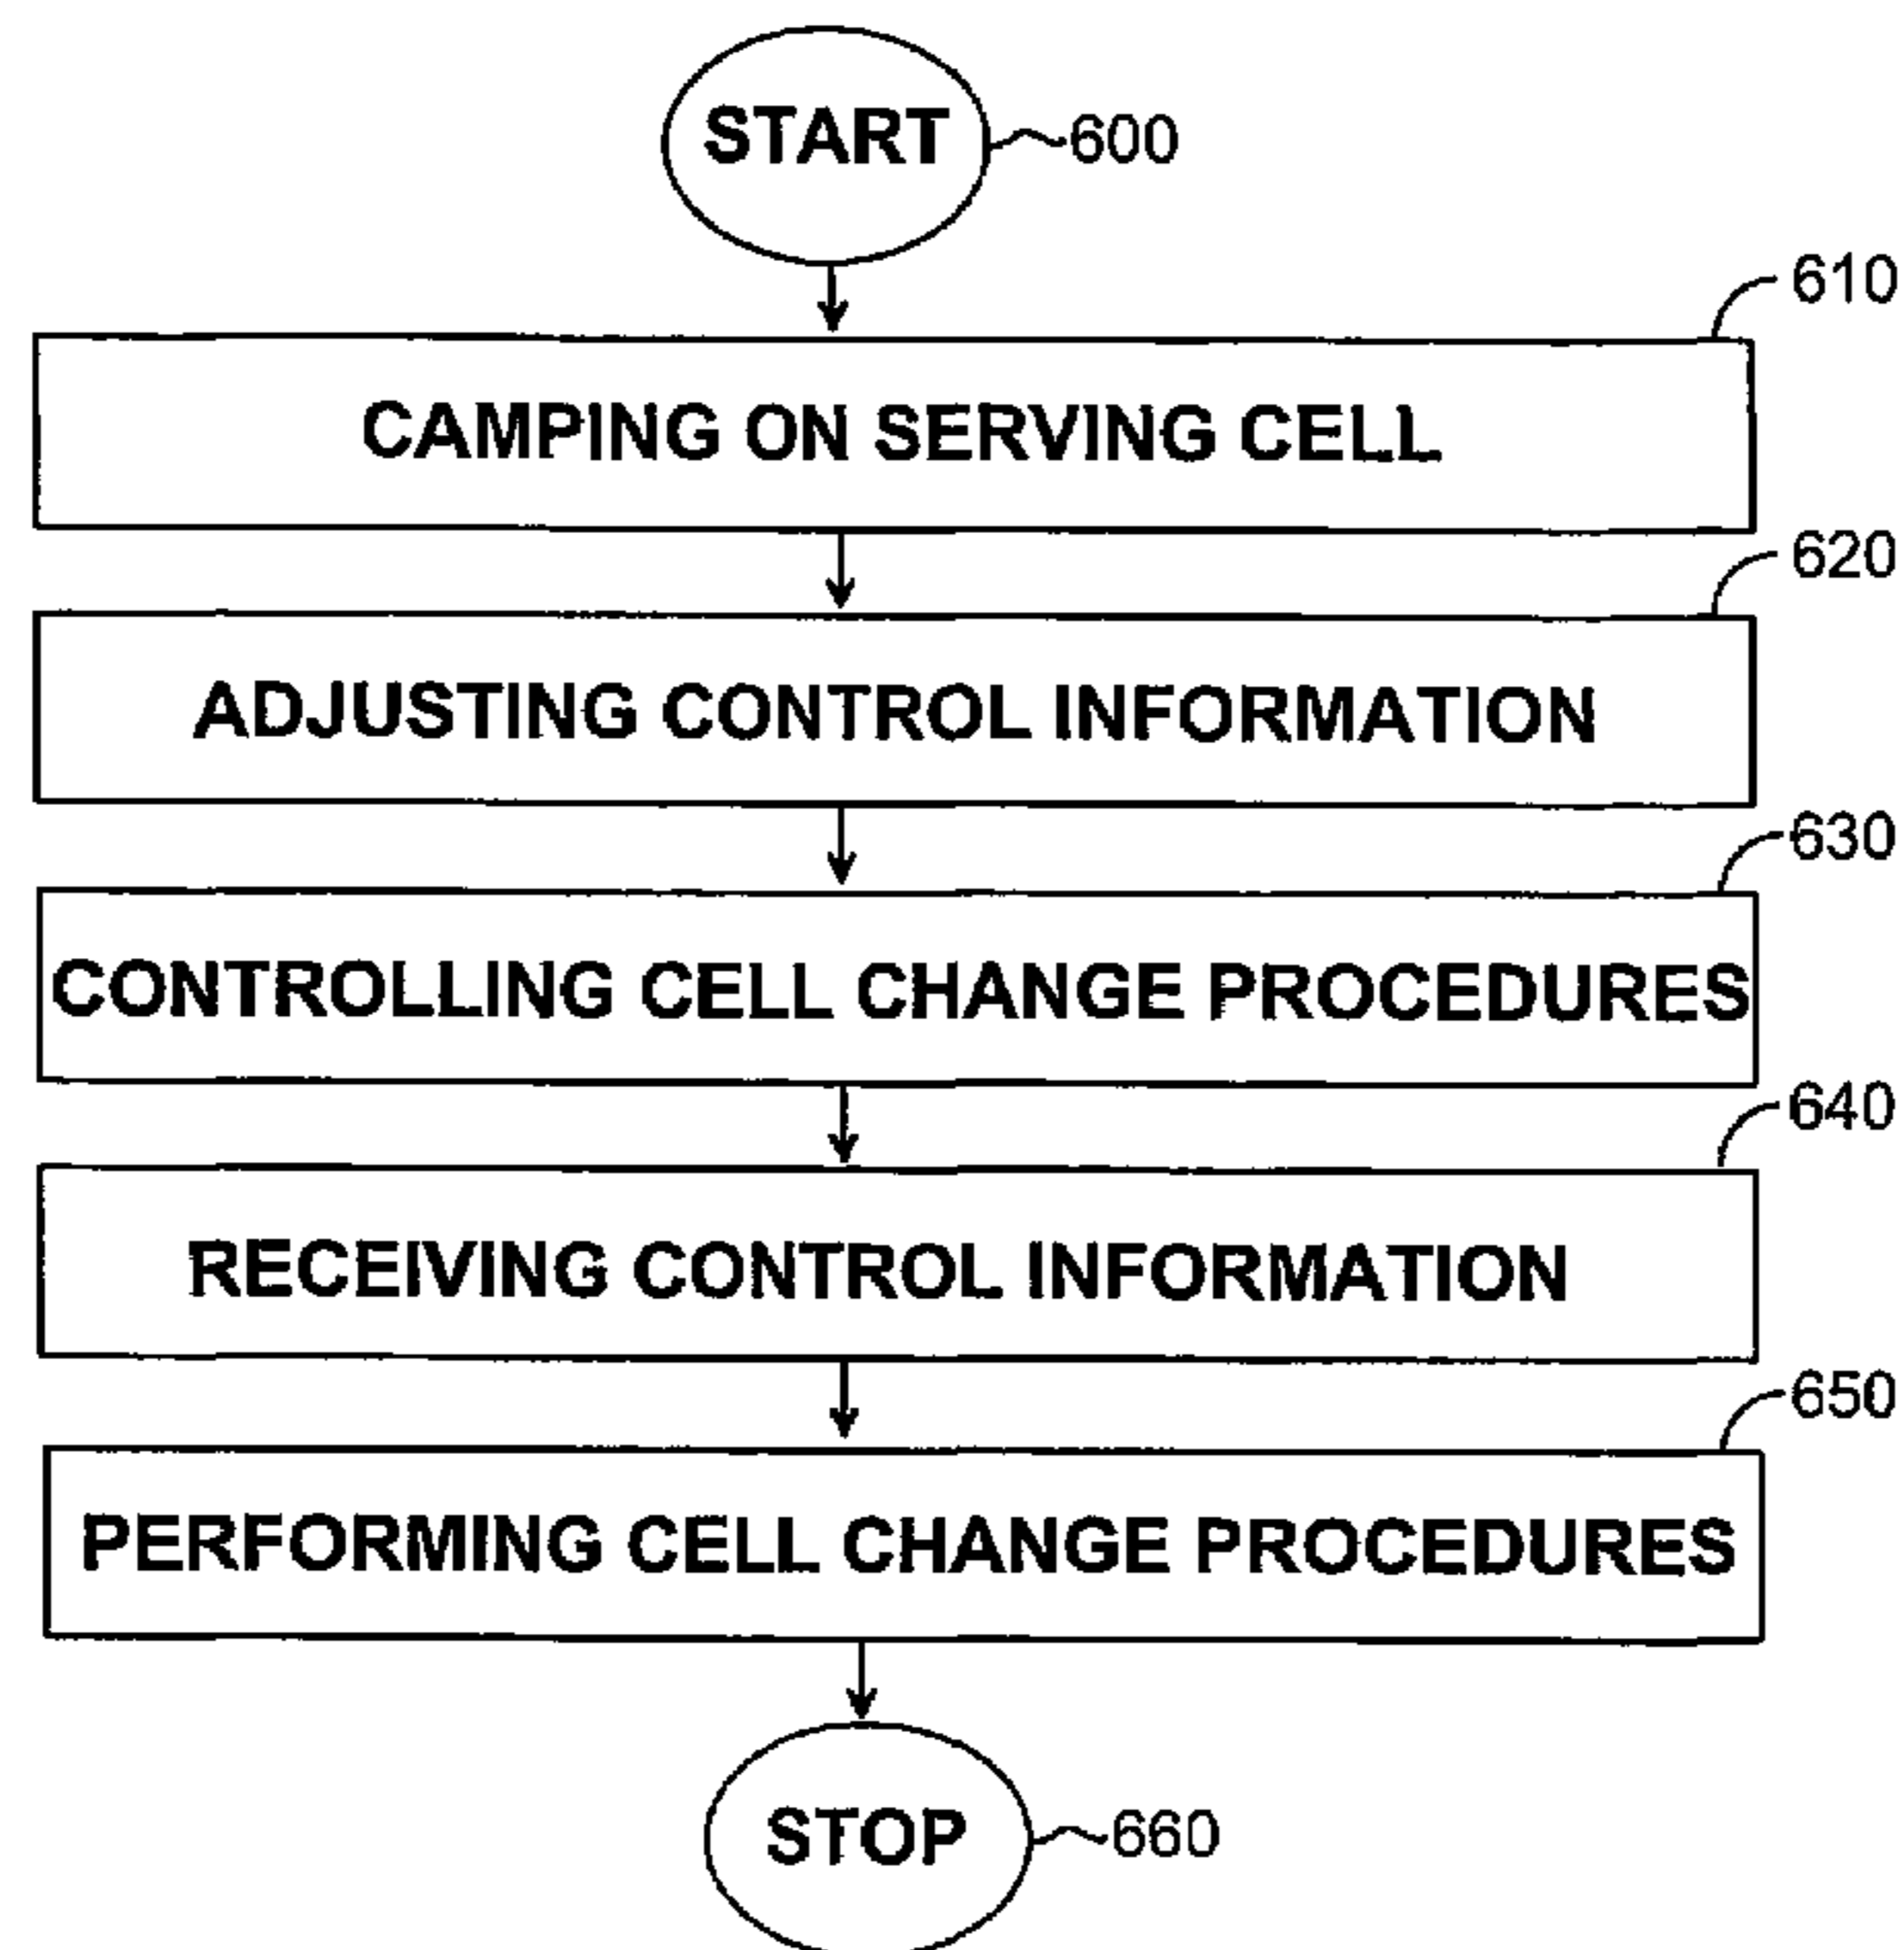 START
600
610
CAMPING ON SERVING CELL
620
ADJUSTING CONTROL INFORMATION
630
CONTROLLING CELL CHANGE PROCEDURES
640
RECEIVING CONTROL INFORMATION
650
PERFORMING CELL CHANGE PROCEDURES
STOP
660